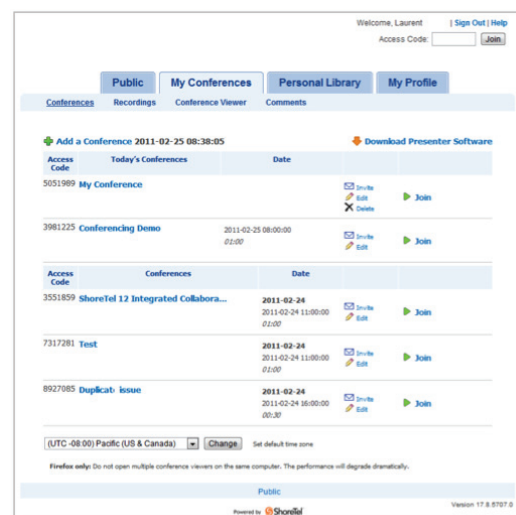 Welcome, Laurent | Sign Out | Help
Access Code: Join
Public My Conferences Personal Library My Profile
Conferences Recordings Conference Viewer Comments
Add a Conference 2011-02-25 08:38:05 Download Presenter Software
Access Code Today's Conferences Date
5051989 My Conference Invite Edit Delete Join
3981225 Conferencing Demo 2011-02-25 08:00:00 01:00 Invite Edit Join
Access Code Conferences Date
3551859 ShoreTel 12 Integrated Collabora... 2011-02-24 2011-02-24 11:00:00 01:00 Invite Edit Join
7317281 Test 2011-02-24 2011-02-24 11:00:00 01:00 Invite Edit Join
8927085 issue 2011-02-24 2011-02-24 16:00:00 00:30 Invite Edit Join
(UTC -08:00) Pacific (US & Canada) Change Set default time zone
Firefox only: Do not open multiple conference viewers on the same computer. The performance will degrade dramatically.
Public
Powered by ShoreTel Version 17.8.5707.0